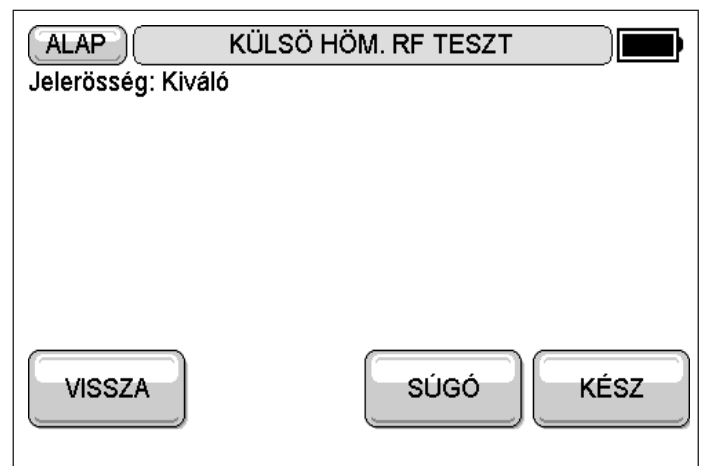 ALAP KÜLSÖ HÖM. RF TESZT
Jelerösség: Kiváló
VISSZA SÚGÓ KÉSZ